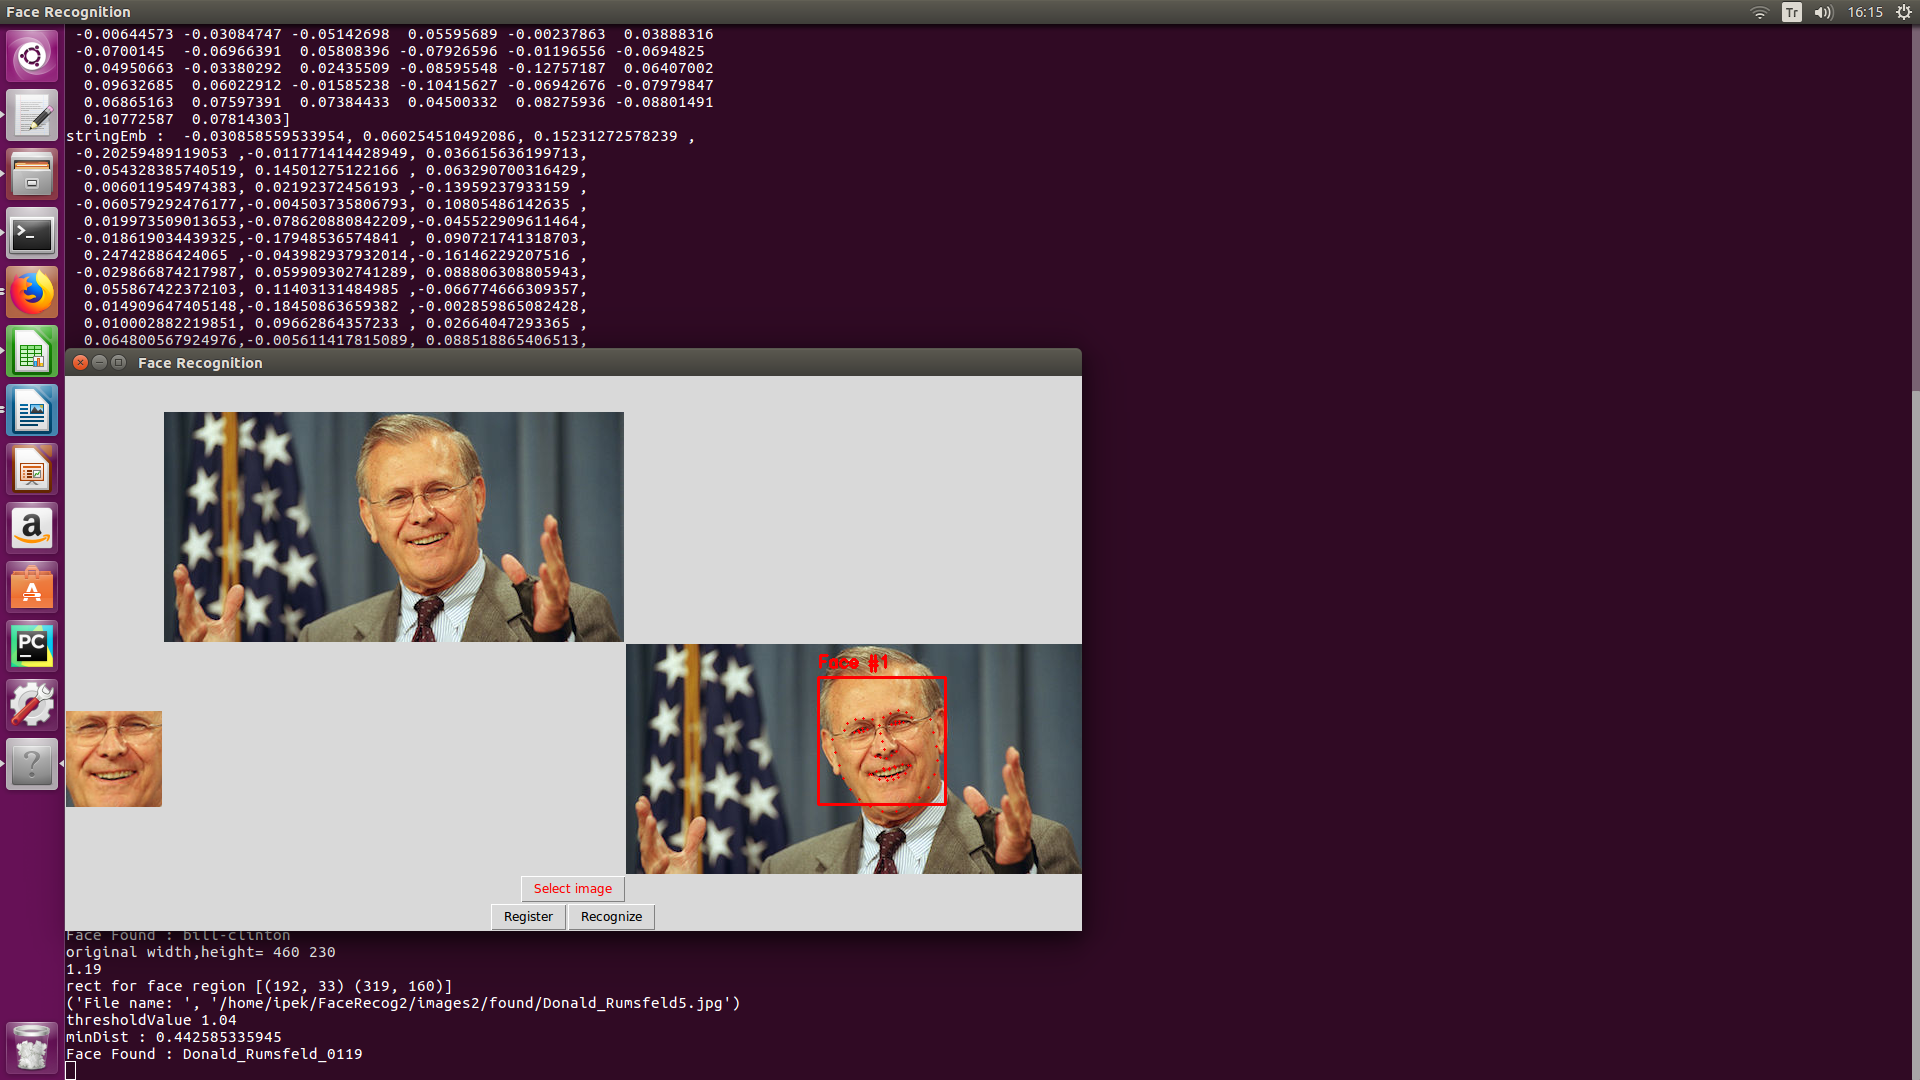 Face Recognition
Tr
16:15
-0.00644573 -0.03084747 -0.05142698  0.05595689 -0.00237863  0.03888316
-0.0700145  -0.06966391  0.05808396 -0.07926596 -0.01196556 -0.0694825
0.04950663 -0.03380292  0.02435509 -0.08595548 -0.12757187  0.06407002
0.09632685  0.06022912 -0.01585238 -0.10415627 -0.06942676 -0.07979847
0.06865163  0.07597391  0.07384433  0.04500332  0.08275936 -0.08801491
0.10772587  0.07814303]
stringEmb :  -0.030858559533954, 0.060254510492086, 0.15231272578239 ,
-0.20259489119053 ,-0.011771414428949, 0.036615636199713,
-0.054328385740519, 0.14501275122166 , 0.063290700316429,
0.006011954974383, 0.02192372456193 ,-0.13959237933159 ,
-0.060579292476177,-0.004503735806793, 0.10805486142635 ,
0.019973509013653,-0.078620880842209,-0.045522909611464,
-0.018619034439325,-0.17948536574841 , 0.090721741318703,
0.24742886424065 ,-0.043982937932014,-0.16146229207516 ,
-0.029866874217987, 0.059909302741289, 0.088806308805943,
0.055867422372103, 0.11403131484985 ,-0.066774666309357,
0.014909647405148,-0.18450863659382 ,-0.002859865082428,
0.010002882219851, 0.09662864357233 , 0.02664047293365 ,
0.064800567924976,-0.005611417815089, 0.088518865406513,
Face Recognition
Face #1
Select image
Register
Recognize
Face Found : bill-clinton
original width,height= 460 230
1.19
rect for face region [(192, 33) (319, 160)]
('File name: ', '/home/ipek/FaceRecog2/images2/found/Donald_Rumsfeld5.jpg')
thresholdValue 1.04
minDist : 0.442585335945
Face Found : Donald_Rumsfeld_0119
a
A
PC
?